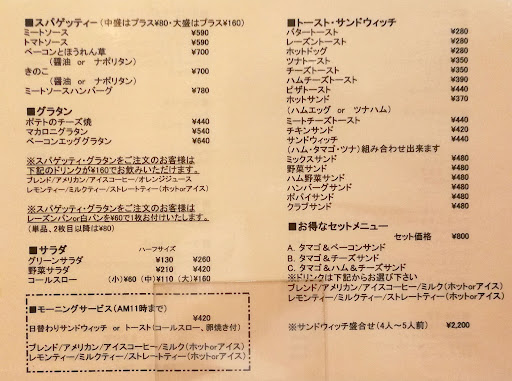 ■スパゲッティー(中盛はプラス¥80・大盛はプラス¥160)
ミートソース ¥590
トマトソース ¥590
ベーコンとほうれん草 ¥700
(醤油 or ナポリタン)
きのこ ¥700
(醤油 or ナポリタン)
ミートソースハンバーグ ¥780
■グラタン
ポテトのチーズ焼 ¥440
マカロニグラタン ¥540
ベーコンエッググラタン ¥640
※スパゲッティ・グラタンをご注文のお客様は
下記のドリンクが¥160でお飲みいただけます。
ブレンド/アメリカン/アイスコーヒー/オレンジジュース
レモンティー/ミルクティー/ストレートティー(ホットorアイス)
※スパゲッティ・グラタンをご注文のお客様は
レーズンパンor白パンを¥60で1枚お付けいたします。
(単品、2枚目以降は¥80)
■サラダ ハーフサイズ
グリーンサラダ ¥130 ¥260
野菜サラダ ¥210 ¥420
コールスロー (小)¥60 (中)¥110 (大)¥160
■モーニングサービス(AM11時まで)
¥420
日替わりサンドウィッチ or トースト(コールスロー、卵焼き付)
ブレンド/アメリカン/アイスコーヒー/ミルク(ホットorアイス)
レモンティー/ミルクティー/ストレートティー(ホットorアイス)
■トースト・サンドウィッチ
バタートースト ¥280
レーズントースト ¥280
ホットドッグ ¥280
ツナトースト ¥350
チーズトースト ¥350
ハムチーズトースト ¥390
ピザトースト ¥440
ホットサンド ¥370
(ハムエッグ or ツナハム)
ミートチーズトースト ¥440
チキンサンド ¥420
サンドウィッチ ¥440
(ハム・タマゴ・ツナ)組み合わせ出来ます
ミックスサンド ¥480
野菜サンド ¥480
ハム野菜サンド ¥480
ハンバーグサンド ¥480
ポパイサンド ¥480
クラブサンド ¥480
■お得なセットメニュー
セット価格 ¥800
A. タマゴ&ベーコンサンド
B. タマゴ&チーズサンド
C. タマゴ&ハム&チーズサンド
※ドリンクは下記からお選び下さい
ブレンド/アメリカン/アイスコーヒー/ミルク(ホットorアイス)
レモンティー/ミルクティー/ストレートティー(ホットorアイス)
※サンドウィッチ盛合せ(4人〜5人前) ¥2,200